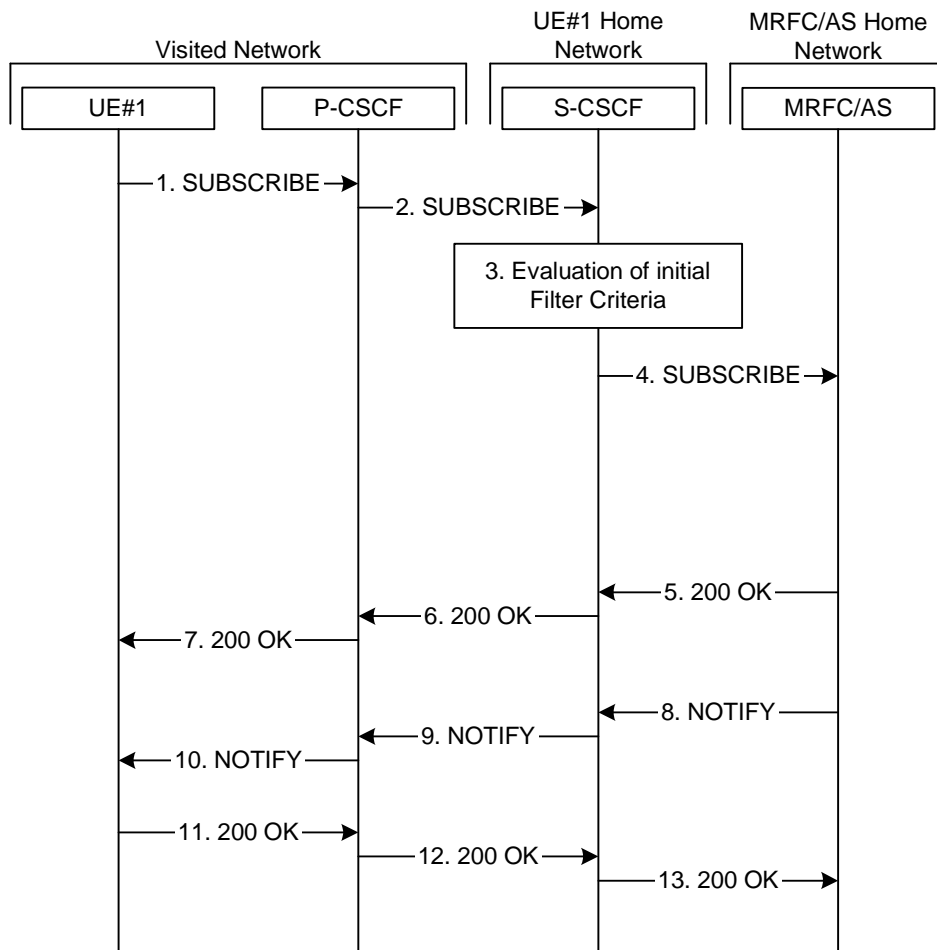 Visited Network
UE#1 Home
Network
MRFC/AS Home
Network
UE#1
P-CSCF
S-CSCF
MRFC/AS
1. SUBSCRIBE
2. SUBSCRIBE
3. Evaluation of initial
Filter Criteria
4. SUBSCRIBE
5. 200 OK
6. 200 OK
7. 200 OK
8. NOTIFY
9. NOTIFY
10. NOTIFY
11. 200 OK
12. 200 OK
13. 200 OK